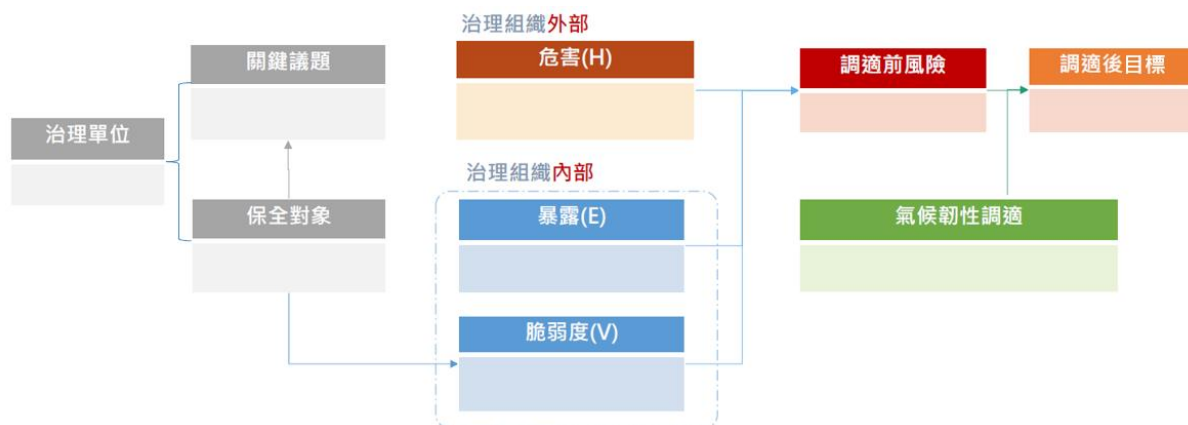 治理單位
關鍵議題
保全對象
治理組織外部
危害(H)
治理組織內部
暴露(E)
脆弱度(V)
調適前風險
調適後目標
氣候韌性調適